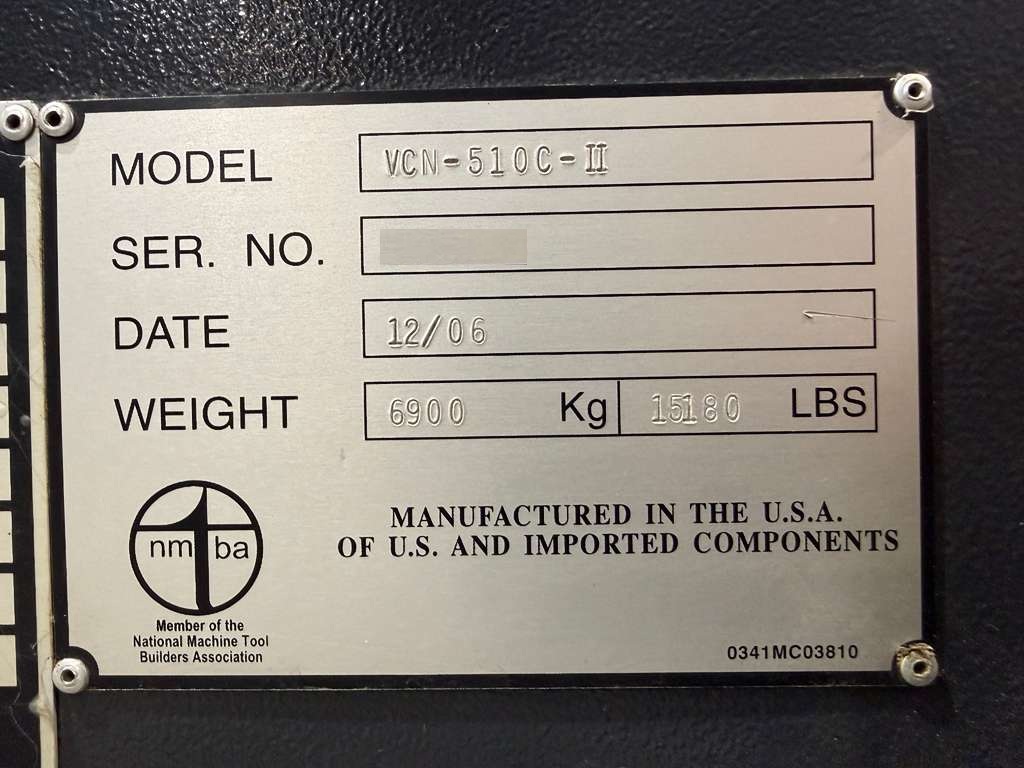 MODEL VCN-510C-II
SER. NO.
DATE 12/06
WEIGHT 6900 Kg 15180 LBS
nm ba
MANUFACTURED IN THE U.S.A.
OF U.S. AND IMPORTED COMPONENTS
Member of the
National Machine Tool
Builders Association
0341MC03810